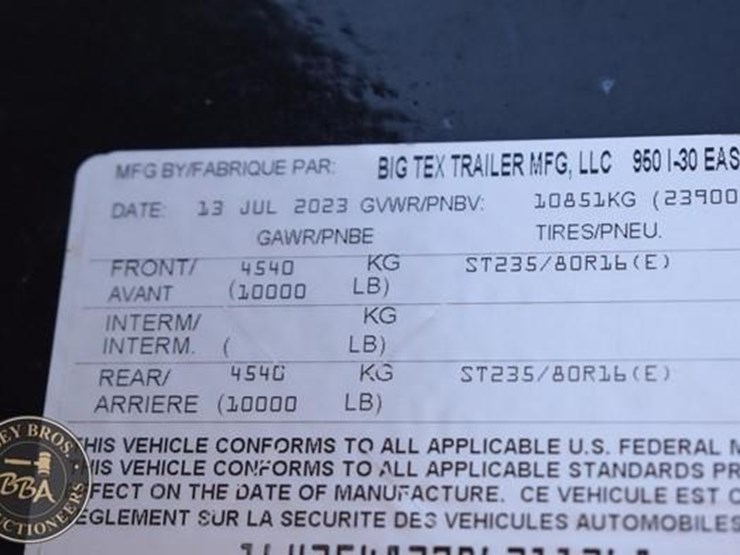 MFG BY/FABRIQUE PAR: BIG TEX TRAILER MFG, LLC 950 I-30 EAS
DATE: 13 JUL 2023 GVWR/PNBV: 10851KG (23900
GAWR/PNBE TIRES/PNEU.
FRONT/ 4540 KG ST235/80R16(E)
AVANT (10000 LB)
INTERM/ KG
INTERM. ( LB)
REAR/ 4540 KG ST235/80R16(E)
ARRIERE (10000 LB)
HIS VEHICLE CONFORMS TO ALL APPLICABLE U.S. FEDERAL
HIS VEHICLE CONFORMS TO ALL APPLICABLE STANDARDS PR
FECT ON THE DATE OF MANUFACTURE. CE VEHICULE EST C
EGLEMENT SUR LA SECURITE DES VEHICULES AUTOMOBILES
EY BROS.
BBA
CTIONEERS